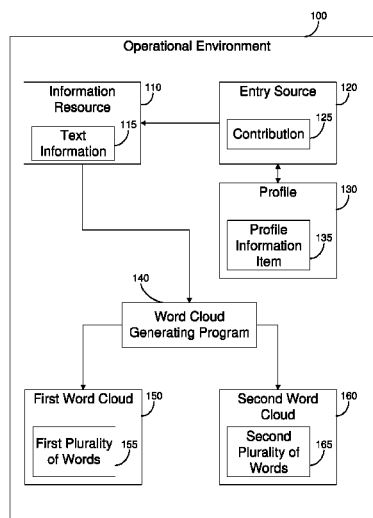 100
Operational Environment
Information
Resource
110
Text
Information
115
Entry Source
120
Contribution
125
Profile
130
Profile
Information
Item
135
140
Word Cloud
Generating Program
First Word Cloud
150
First Plurality
of Words
155
Second Word
Cloud
160
Second
Plurality
of Words
165